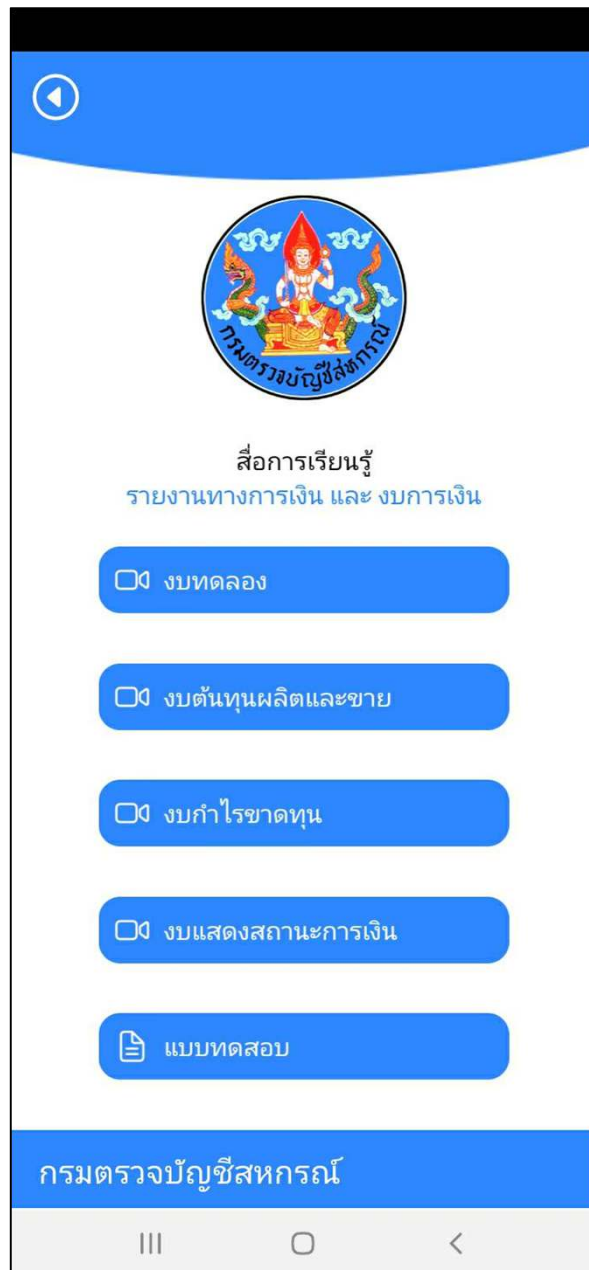 กรมตรวจบัญชีสหกรณ์
สื่อการเรียนรู้
รายงานทางการเงิน และ งบการเงิน
งบทดลอง
งบต้นทุนผลิตและขาย
งบกำไรขาดทุน
งบแสดงสถานะการเงิน
แบบทดสอบ
กรมตรวจบัญชีสหกรณ์